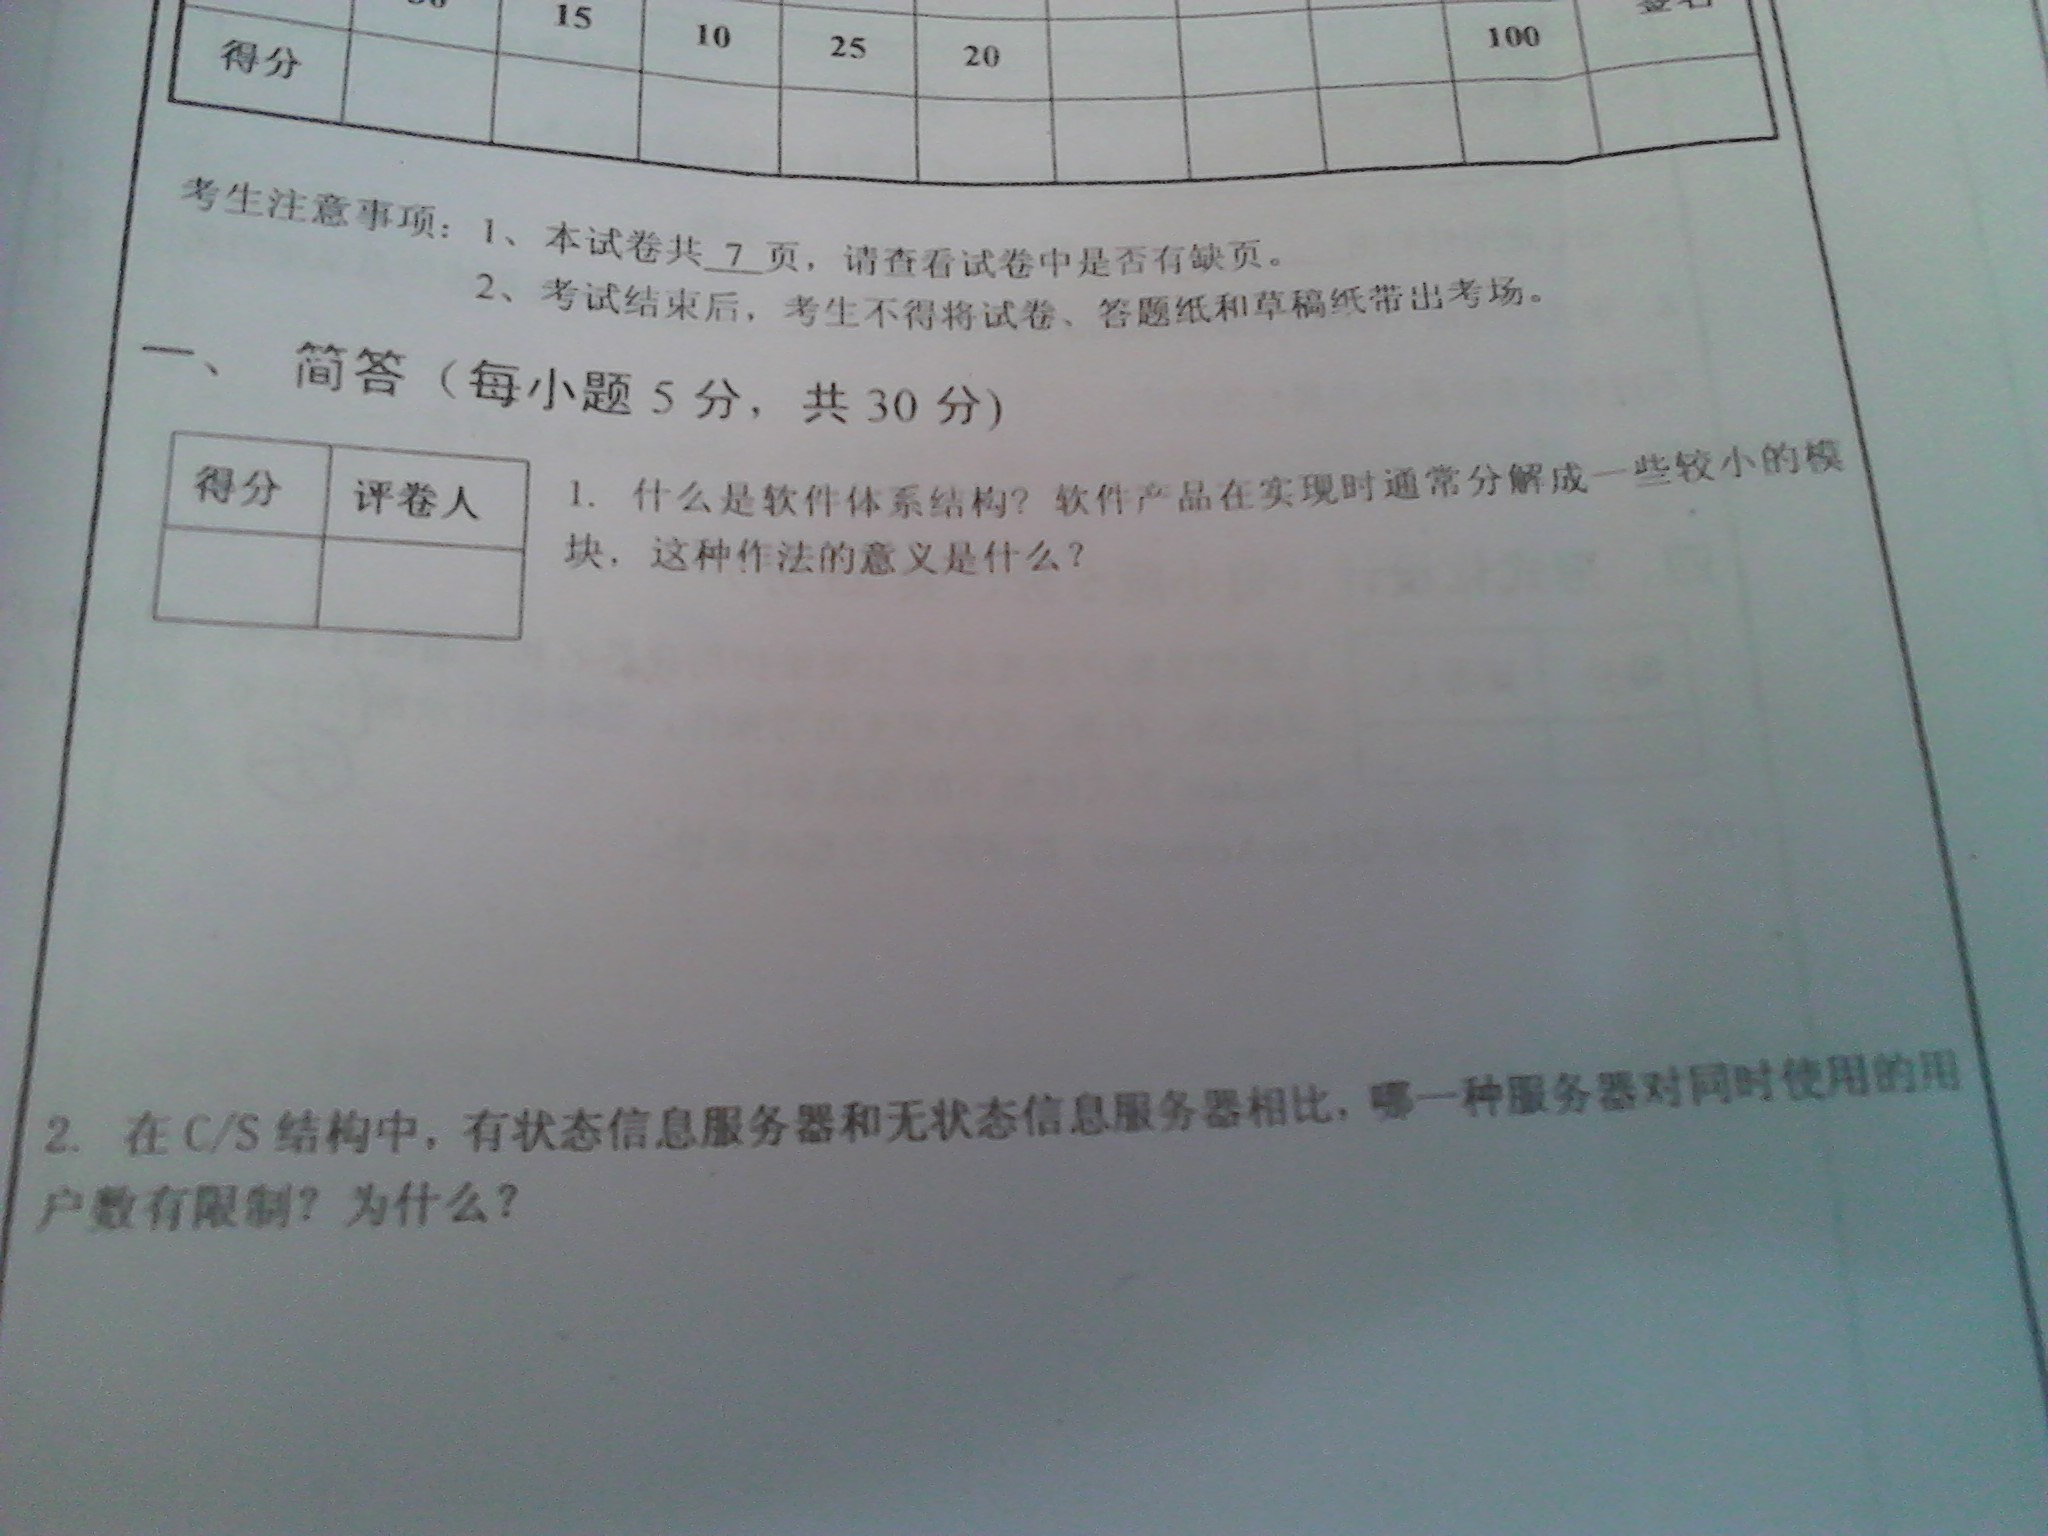 15 10 25 20 100
得分
考生注意事项：1、本试卷共 7 页，请查看试卷中是否有缺页。
2、考试结束后，考生不得将试卷、答题纸和草稿纸带出考场。
一、 简答（每小题 5 分，共 30 分)
得分 评卷人
1. 什么是软件体系结构？软件产品在实现时通常分解成一些较小的模
块，这种作法的意义是什么？
2. 在 C/S 结构中，有状态信息服务器和无状态信息服务器相比，哪一种服务器对同时使用的用
户数有限制？为什么？